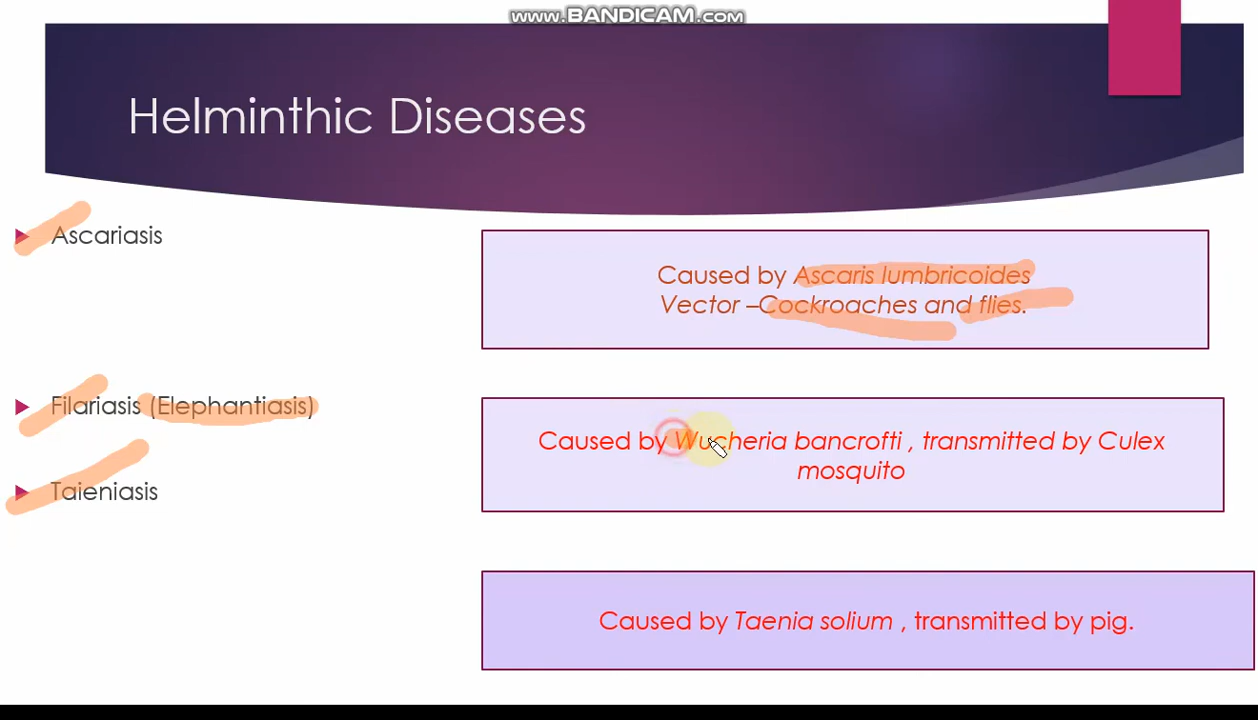 www.BANDICAM.com
Helminthic Diseases
Ascariasis
Caused by Ascaris lumbricoides
Vector –Cockroaches and flies.
Filariasis (Elephantiasis)
Caused by Wucheria bancrofti , transmitted by Culex
mosquito
Taieniasis
Caused by Taenia solium , transmitted by pig.